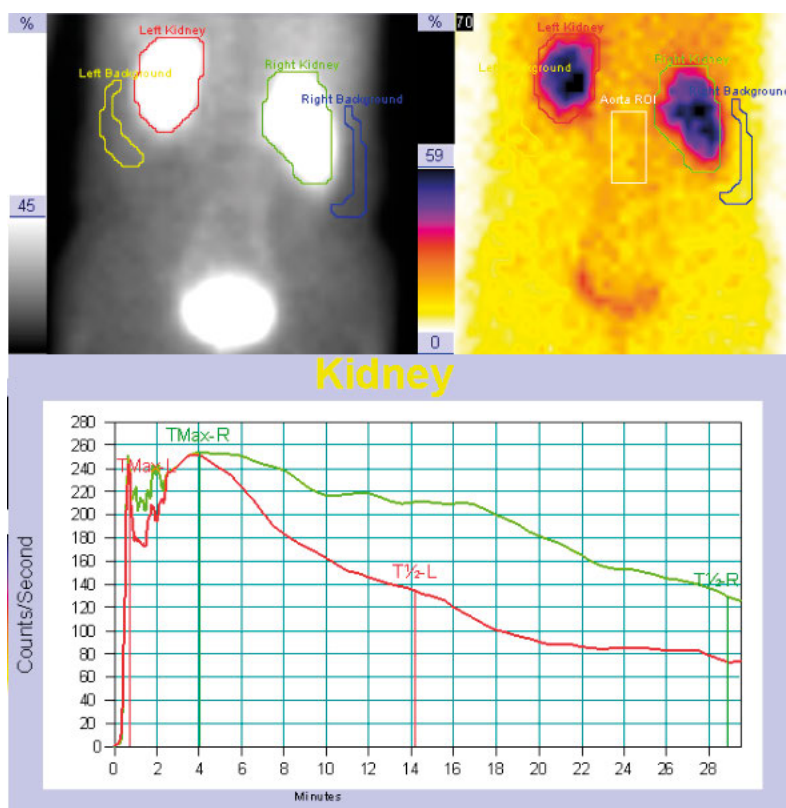 %
Left Kidney
Left Background
Right Kidney
Right Background
45
%
59
0
70
Left Kidney
Left Background
Right Kidney
Right Background
Aorta ROI
Kidney
280
260
240
220
200
180
160
140
120
100
80
60
40
20
0
Counts/Second
TMax-R
TMax-L
T½-L
T½-R
0 2 4 6 8 10 12 14 16 18 20 22 24 26 28
Minutes